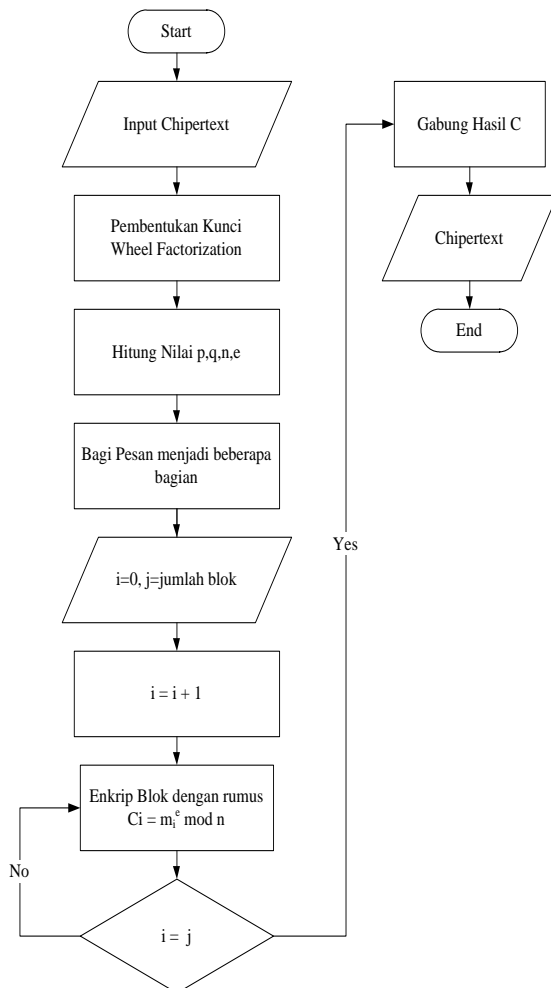 Start
Input Chipertext
Pembentukan Kunci
Wheel Factorization
Hitung Nilai p,q,n,e
Bagi Pesan menjadi beberapa
bagian
i=0, j=jumlah blok
i = i + 1
Enkrip Blok dengan rumus
Ci = mᵢᵉ mod n
No
i = j
Yes
Gabung Hasil C
Chipertext
End